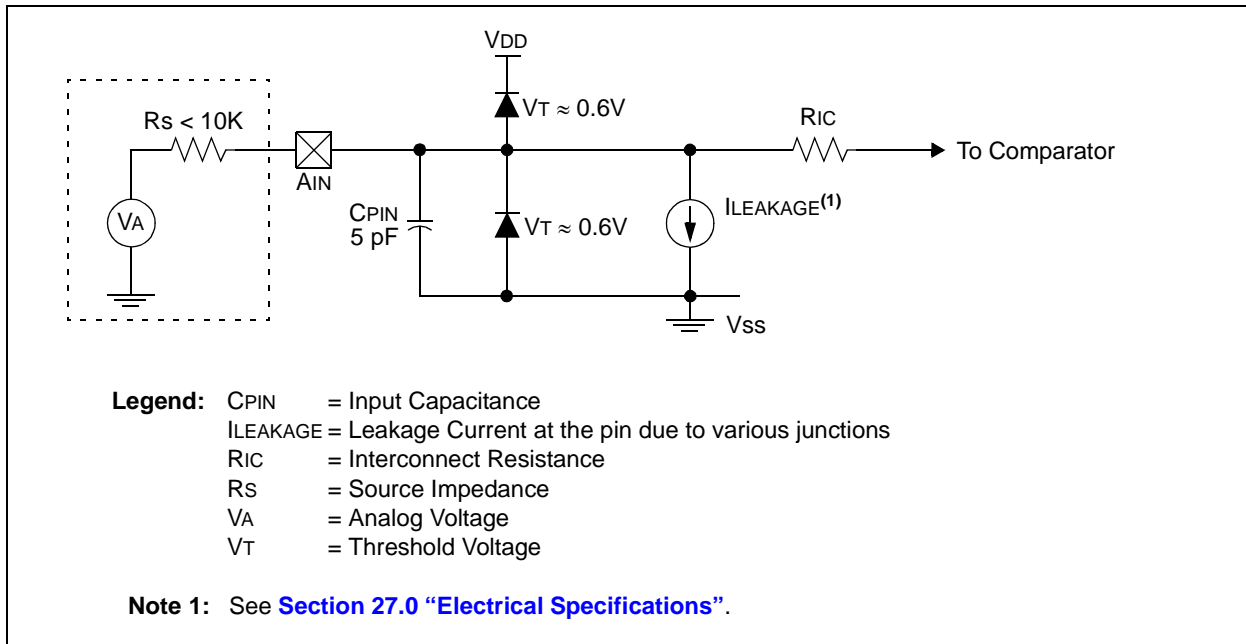 VDD
VT ≈ 0.6V
Rs < 10K
RIC
To Comparator
AIN
ILEAKAGE(1)
CPIN
5 pF
VT ≈ 0.6V
VA
Vss
Legend: CPIN = Input Capacitance
ILEAKAGE = Leakage Current at the pin due to various junctions
RIC = Interconnect Resistance
RS = Source Impedance
VA = Analog Voltage
VT = Threshold Voltage
Note 1: See Section 27.0 “Electrical Specifications”.